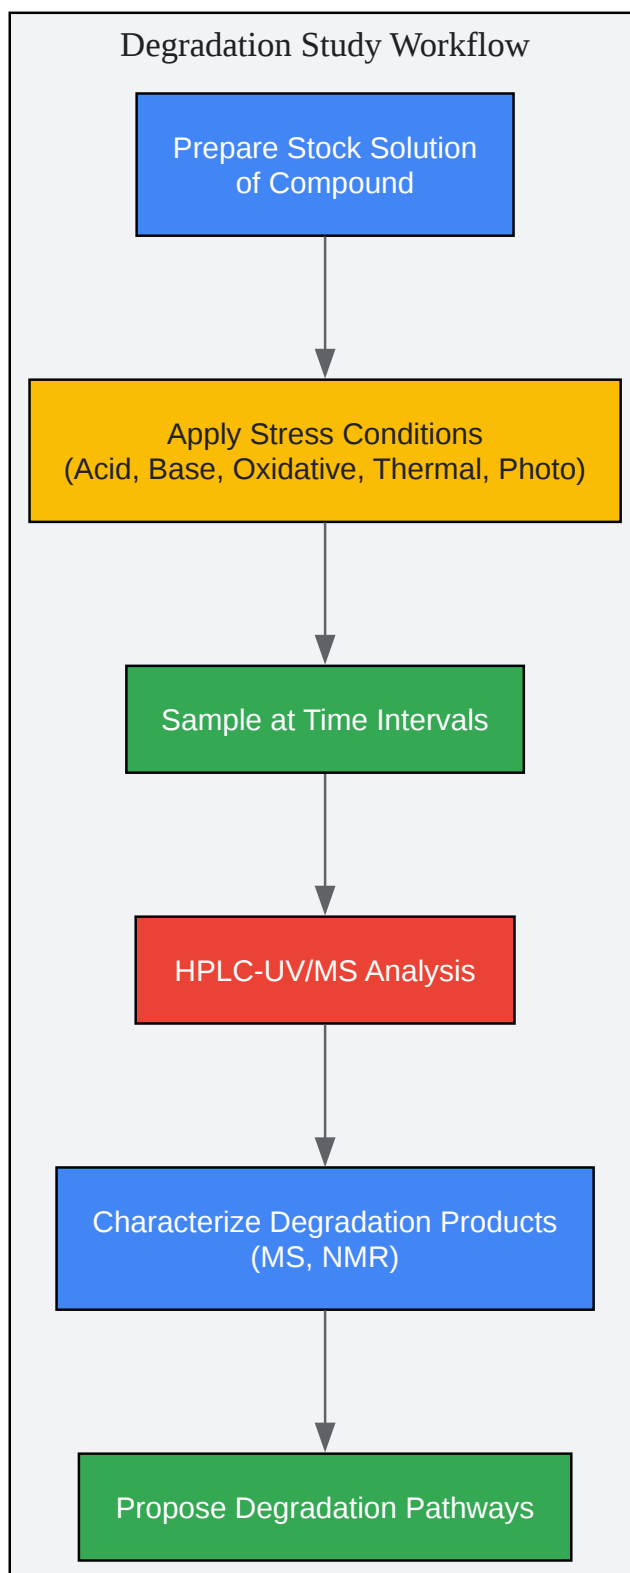 Degradation Study Workflow
Prepare Stock Solution
of Compound
Apply Stress Conditions
(Acid, Base, Oxidative, Thermal, Photo)
Sample at Time Intervals
HPLC-UV/MS Analysis
Characterize Degradation Products
(MS, NMR)
Propose Degradation Pathways